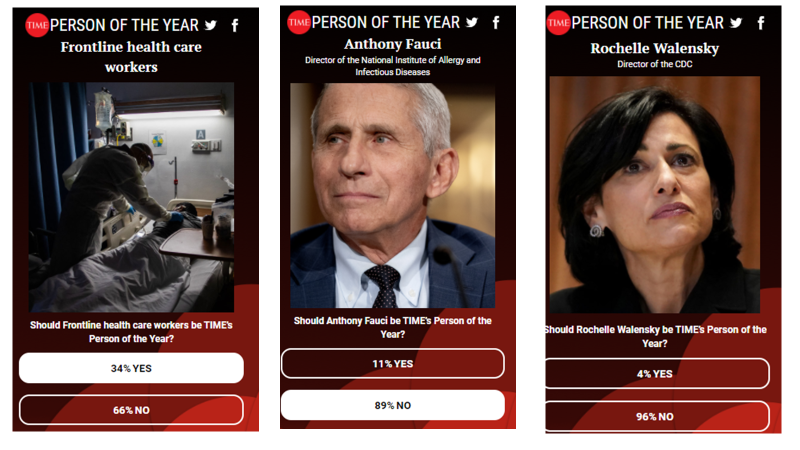 TIME PERSON OF THE YEAR
Frontline health care
workers
Should Frontline health care workers be TIME's
Person of the Year?
34% YES
66% NO
TIME PERSON OF THE YEAR
Anthony Fauci
Director of the National Institute of Allergy and
Infectious Diseases
Should Anthony Fauci be TIME's Person of the
Year?
11% YES
89% NO
TIME PERSON OF THE YEAR
Rochelle Walensky
Director of the CDC
Should Rochelle Walensky be TIME's Person of the
Year?
4% YES
96% NO